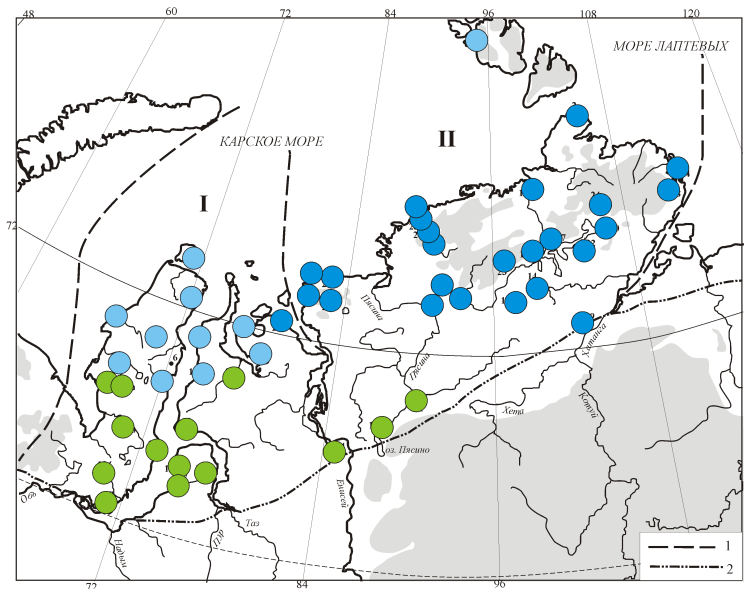 48 60 72 84 96 108 120
МОРЕ ЛАПТЕВЫХ
КАРСКОЕ МОРЕ
II
I
72
Пясина
6
Пясина
Хатанга
Хета
Котуй
оз. Пясино
Обь
Енисей
Таз
Пур
Надым
1
2
72 84 96